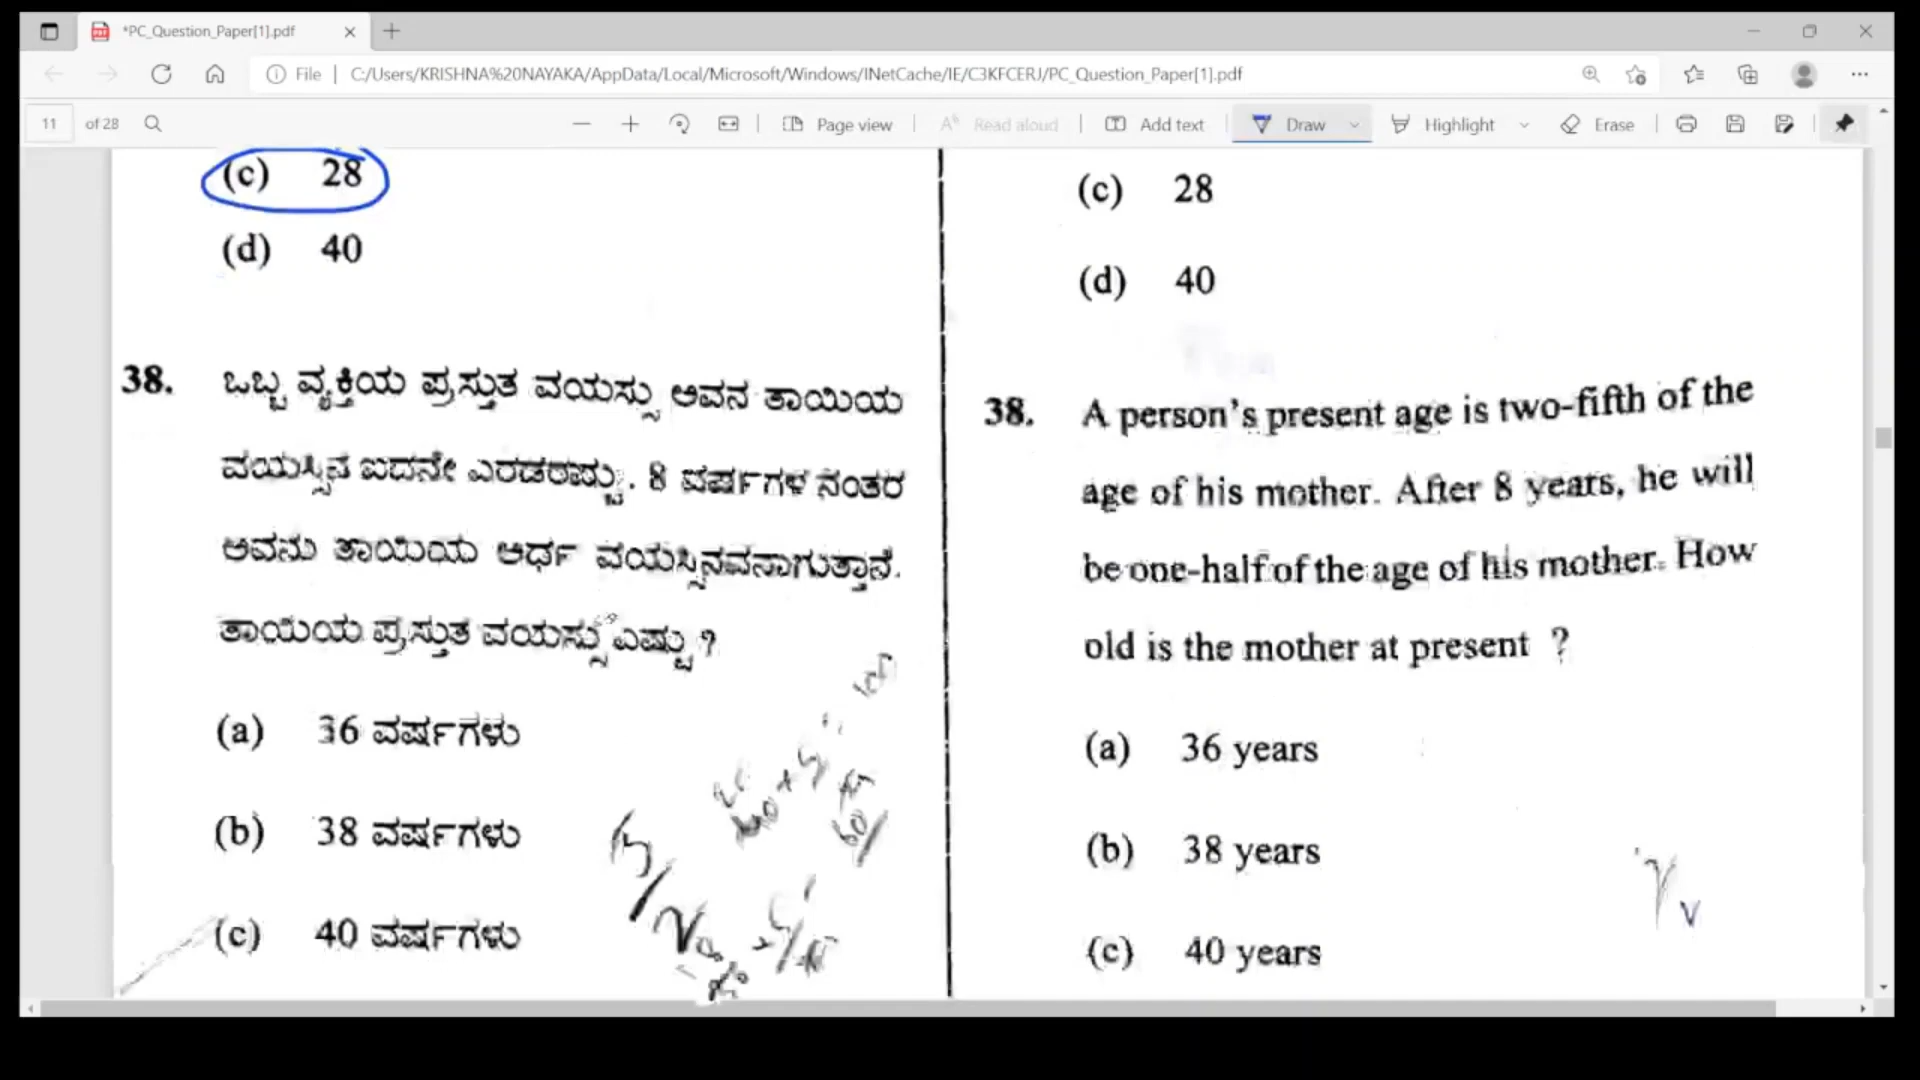 *PC_Question_Paper[1].pdf
File | C:/Users/KRISHNA%20NAYAKA/AppData/Local/Microsoft/Windows/INetCache/IE/C3KFCERJ/PC_Question_Paper[1].pdf
11 of 28 Page view Read aloud Add text Draw Highlight Erase
(c) 28
(d) 40
38. ಒಬ್ಬ ವ್ಯಕ್ತಿಯ ಪ್ರಸ್ತುತ ವಯಸ್ಸು ಅವನ ತಾಯಿಯ
ವಯಸ್ಸಿನ ಐದನೇ ಎರಡರಷ್ಟು. 8 ವರ್ಷಗಳ ನಂತರ
ಅವನು ತಾಯಿಯ ಅರ್ಧ ವಯಸ್ಸಿನವನಾಗುತ್ತಾನೆ.
ತಾಯಿಯ ಪ್ರಸ್ತುತ ವಯಸ್ಸು ಎಷ್ಟು ?
(a) 36 ವರ್ಷಗಳು
(b) 38 ವರ್ಷಗಳು
(c) 40 ವರ್ಷಗಳು
(c) 28
(d) 40
38. A person's present age is two-fifth of the
age of his mother. After 8 years, he will
be one-half of the age of his mother. How
old is the mother at present ?
(a) 36 years
(b) 38 years
(c) 40 years